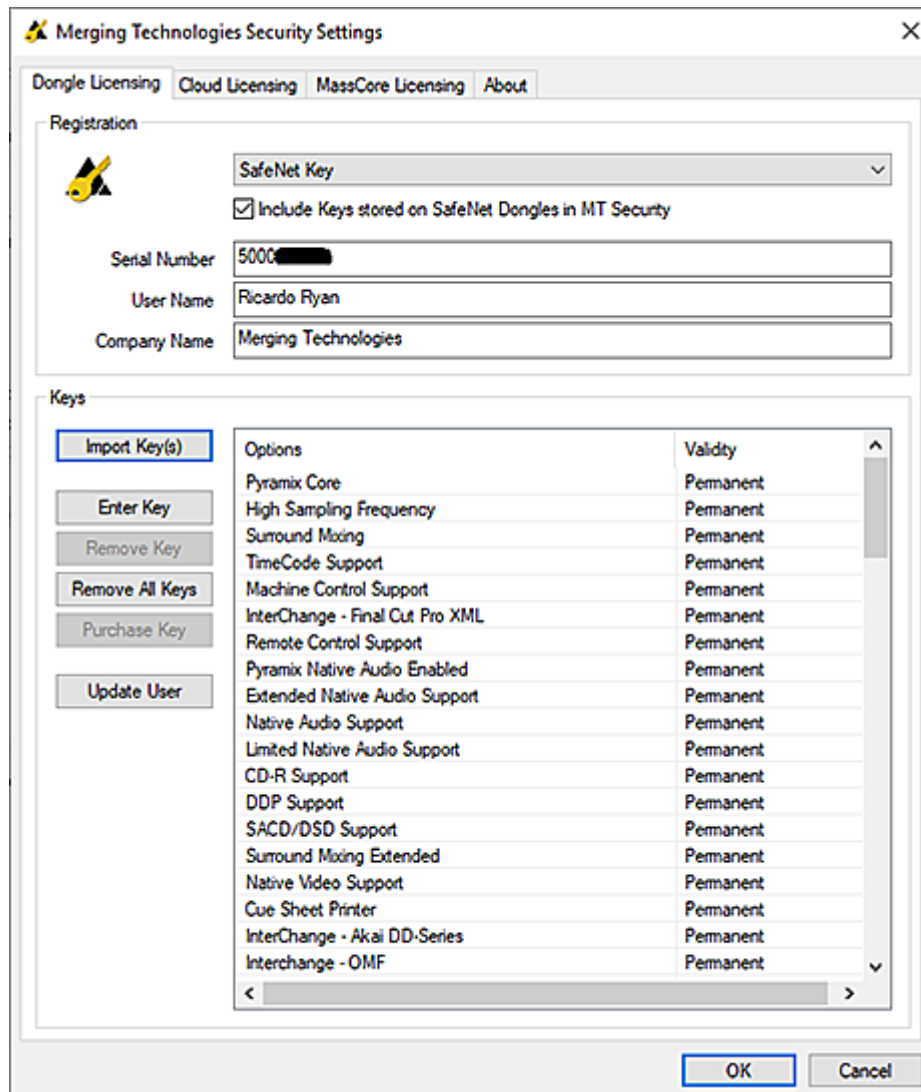 Merging Technologies Security Settings
Dongle Licensing Cloud Licensing MassCore Licensing About
Registration
SafeNet Key
Include Keys stored on SafeNet Dongles in MT Security
Serial Number 5000
User Name Ricardo Ryan
Company Name Merging Technologies
Keys
Import Key(s)
Enter Key
Remove Key
Remove All Keys
Purchase Key
Update User
Options Validity
Pyramix Core Permanent
High Sampling Frequency Permanent
Surround Mixing Permanent
TimeCode Support Permanent
Machine Control Support Permanent
InterChange - Final Cut Pro XML Permanent
Remote Control Support Permanent
Pyramix Native Audio Enabled Permanent
Extended Native Audio Support Permanent
Native Audio Support Permanent
Limited Native Audio Support Permanent
CD-R Support Permanent
DDP Support Permanent
SACD/DSD Support Permanent
Surround Mixing Extended Permanent
Native Video Support Permanent
Cue Sheet Printer Permanent
InterChange - Akai DD-Series Permanent
Interchange - OMF Permanent
OK Cancel